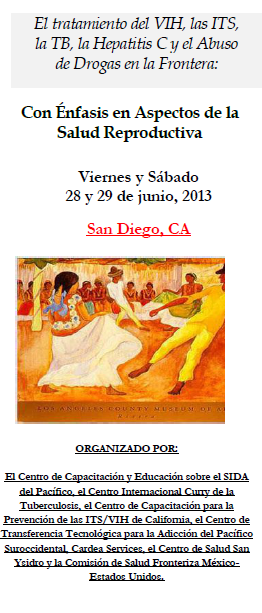 El tratamiento del VIH, las ITS,
la TB, la Hepatitis C y el Abuso
de Drogas en la Frontera:
Con Énfasis en Aspectos de la
Salud Reproductiva
Viernes y Sábado
28 y 29 de junio, 2013
San Diego, CA
LOS ANGELES COUNTY MUSEUM OF
ORGANIZADO POR:
El Centro de Capacitación y Educación sobre el SIDA
del Pacífico, el Centro Internacional Curry de la
Tuberculosis, el Centro de Capacitación para la
Prevención de las ITS/VIH de California, el Centro de
Transferencia Tecnológica para la Adicción del Pacífico
Suroccidental, Cardea Services, el Centro de Salud San
Ysidro y la Comisión de Salud Fronteriza México-
Estados Unidos.